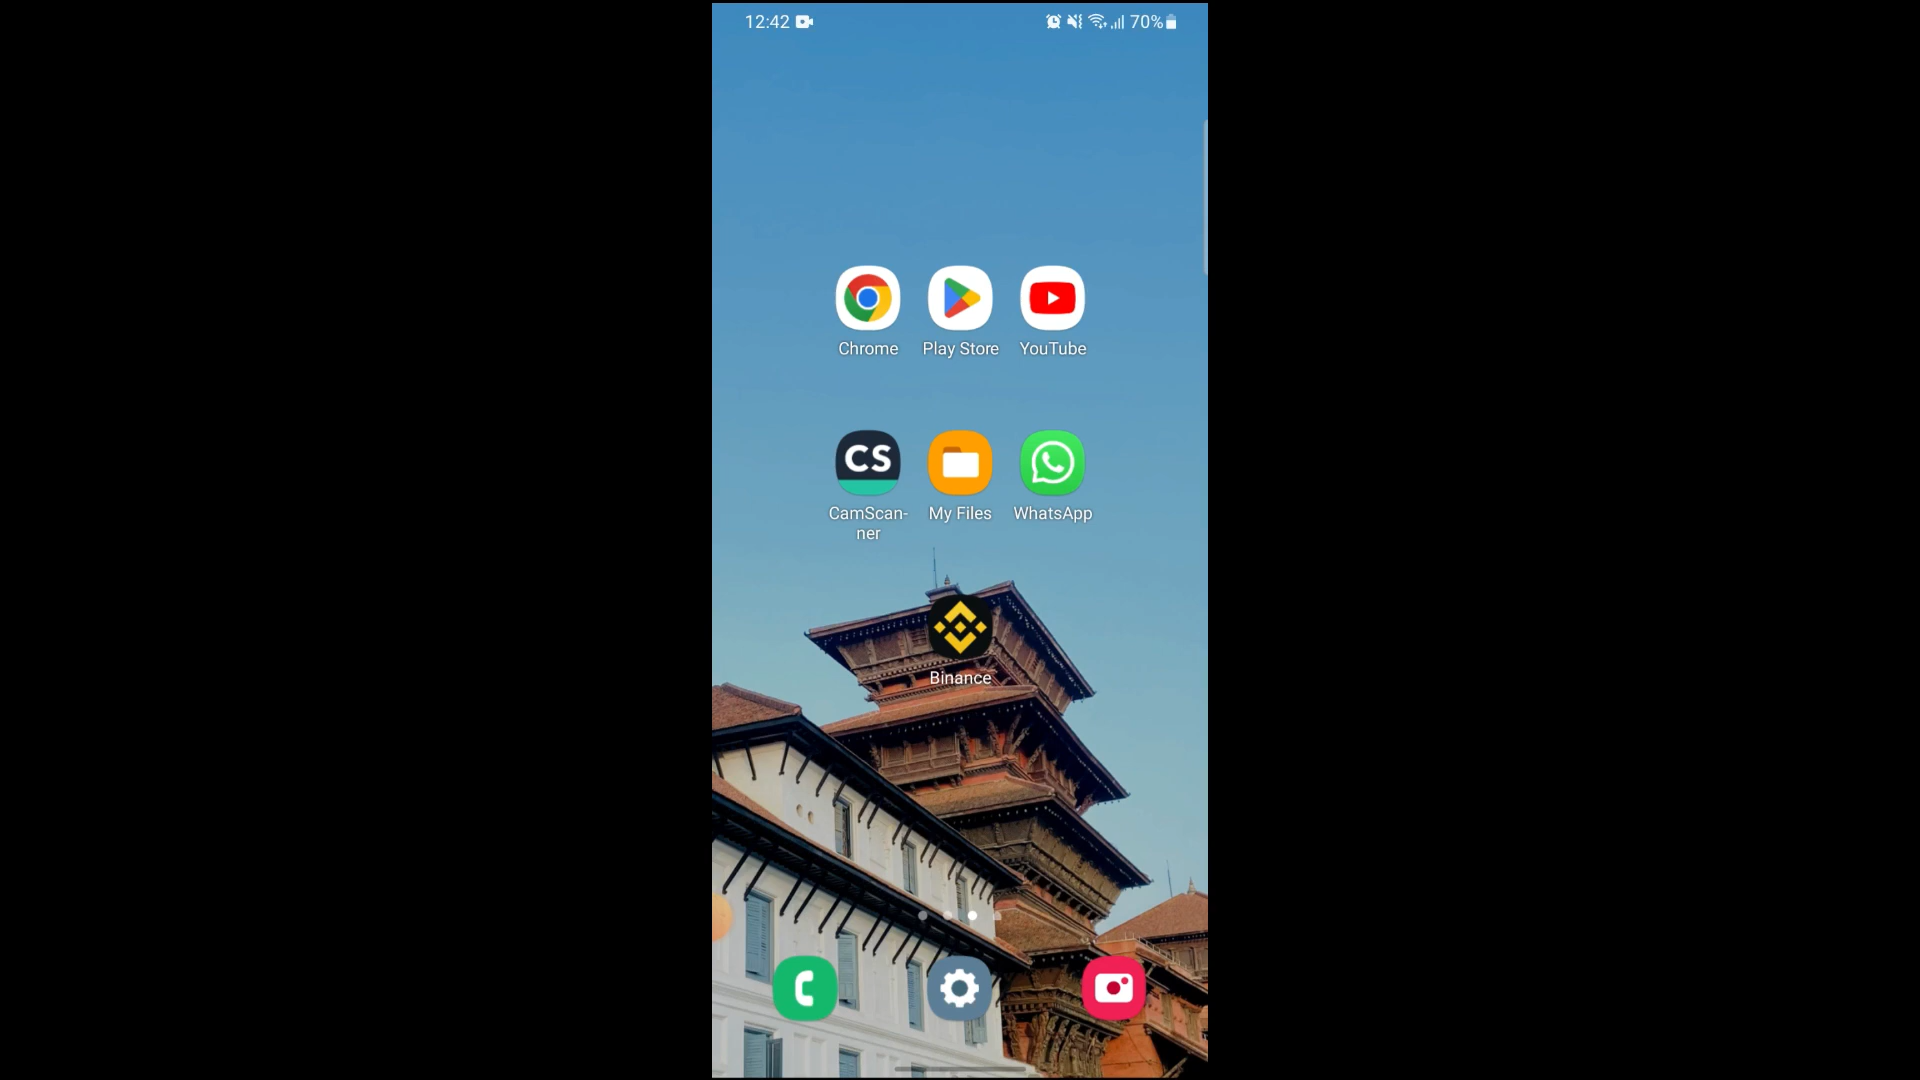 12:42
70%
Chrome
Play Store
YouTube
CS
CamScan-
ner
My Files
WhatsApp
Binance